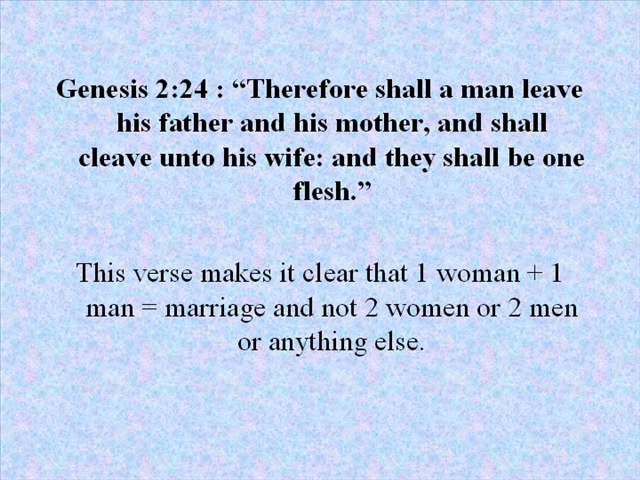 Genesis 2:24 : “Therefore shall a man leave
his father and his mother, and shall
cleave unto his wife: and they shall be one
flesh.”
This verse makes it clear that 1 woman + 1
man = marriage and not 2 women or 2 men
or anything else.